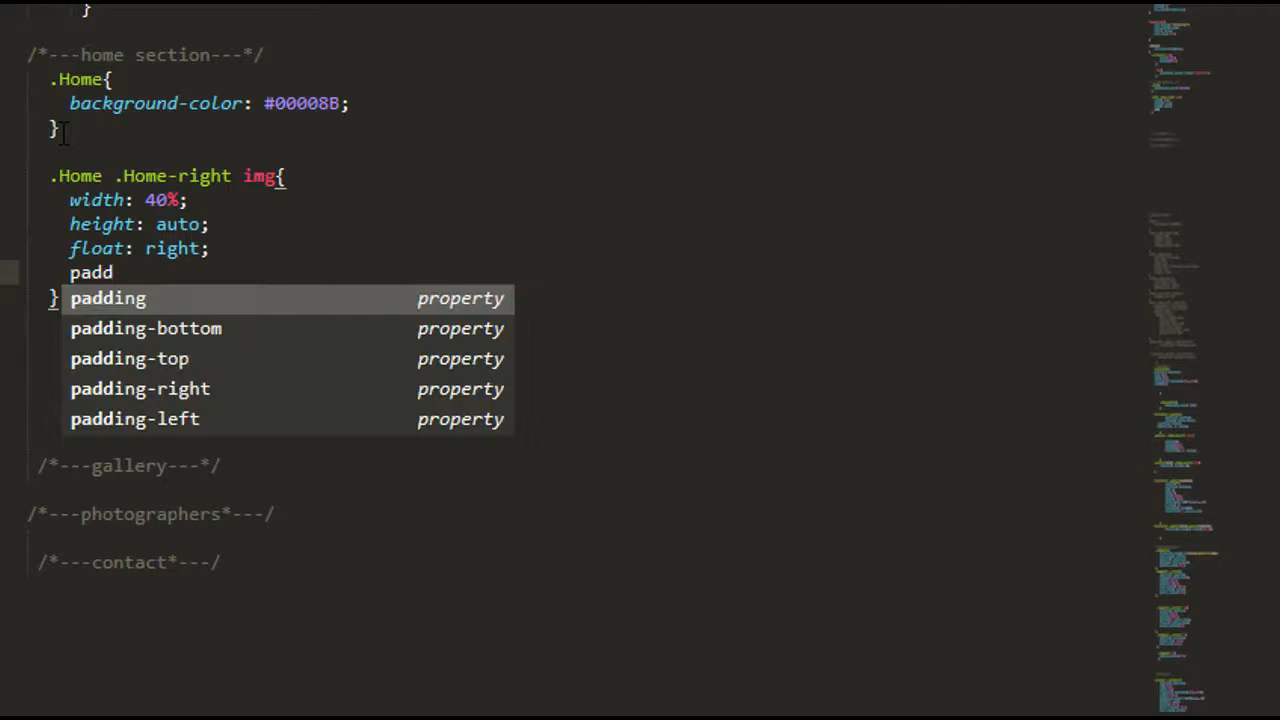 }
/*---home section---*/
.Home{
background-color: #00008B;
}
.Home .Home-right img{
width: 40%;
height: auto;
float: right;
padd
}
padding property
padding-bottom property
padding-top property
padding-right property
padding-left property
/*---gallery---*/
/*---photographers*---/
/*---contact*---/